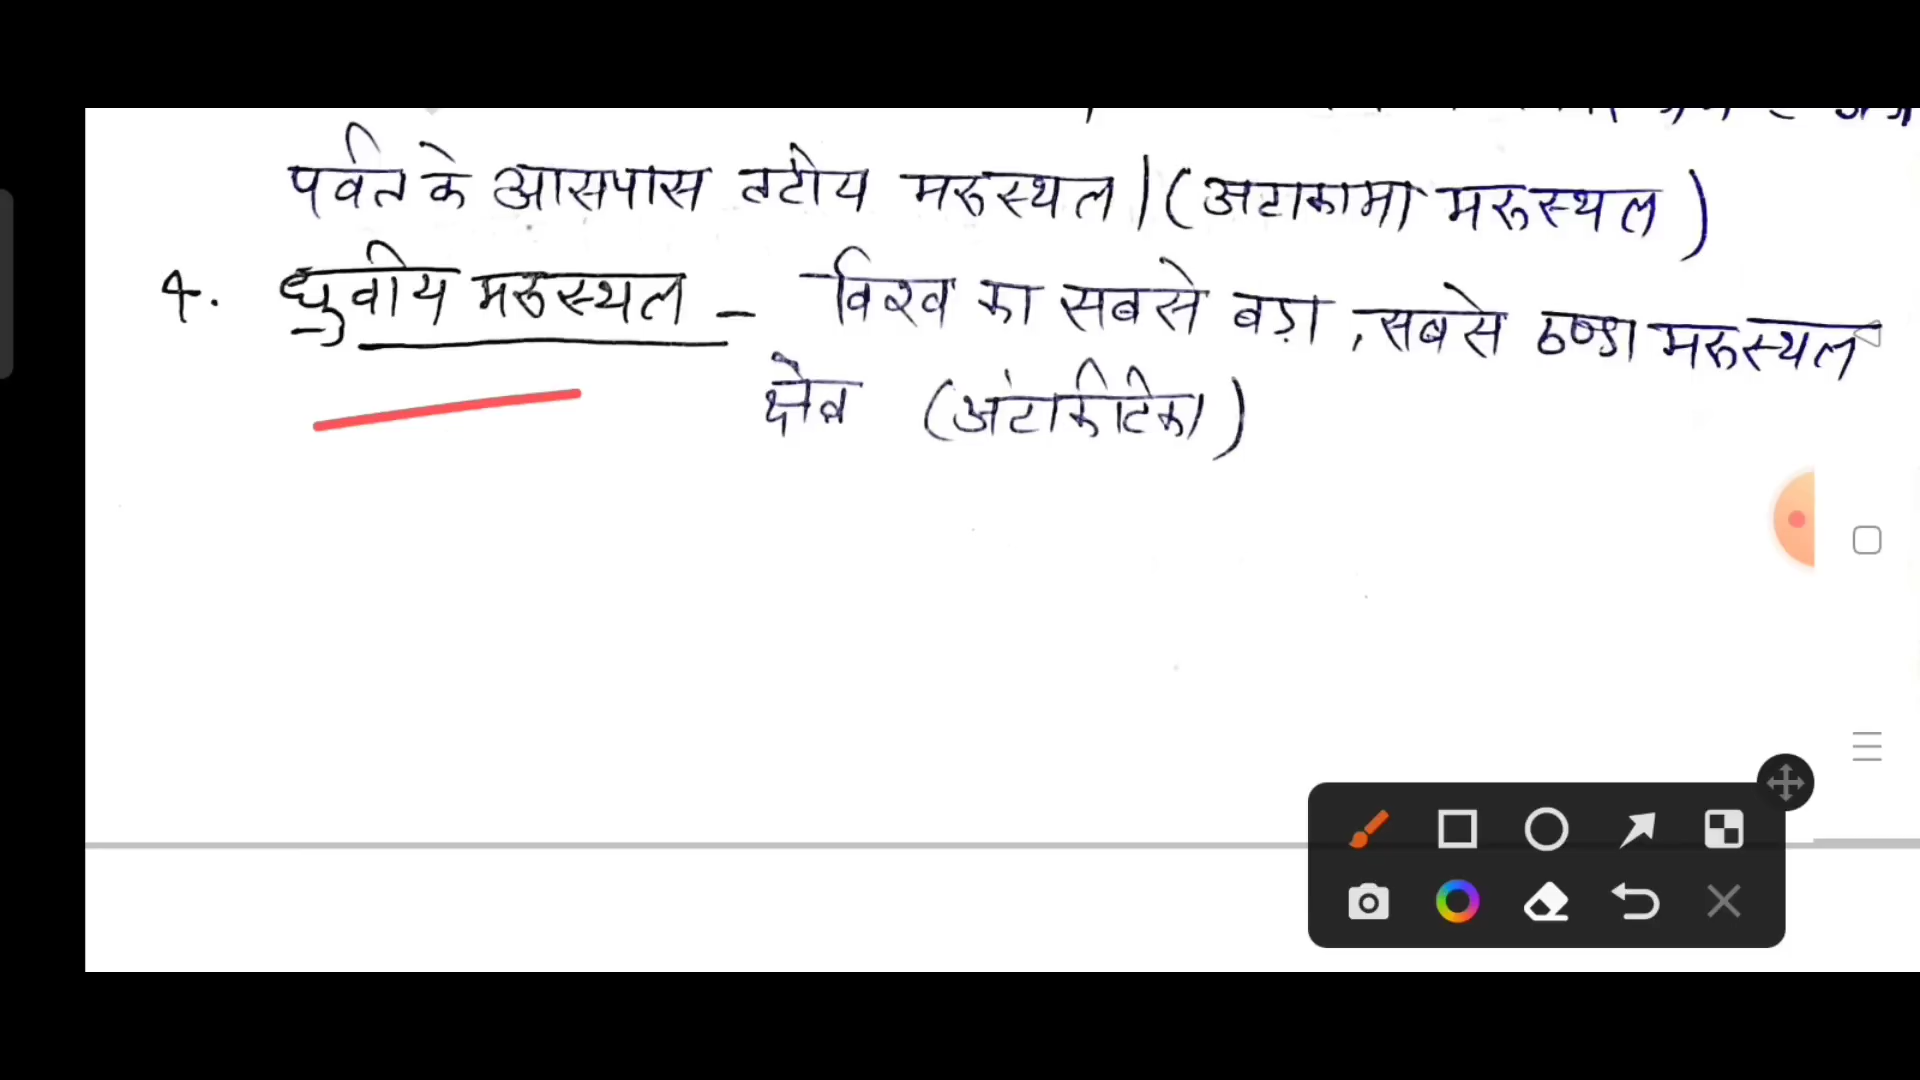 पर्वत के आसपास तटीय मरूस्थल | (अटाकामा मरूस्थल)
4. ध्रुवीय मरूस्थल - विश्व का सबसे बड़ा, सबसे ठण्डा मरूस्थल
क्षेत्र (अंटार्कटिका)